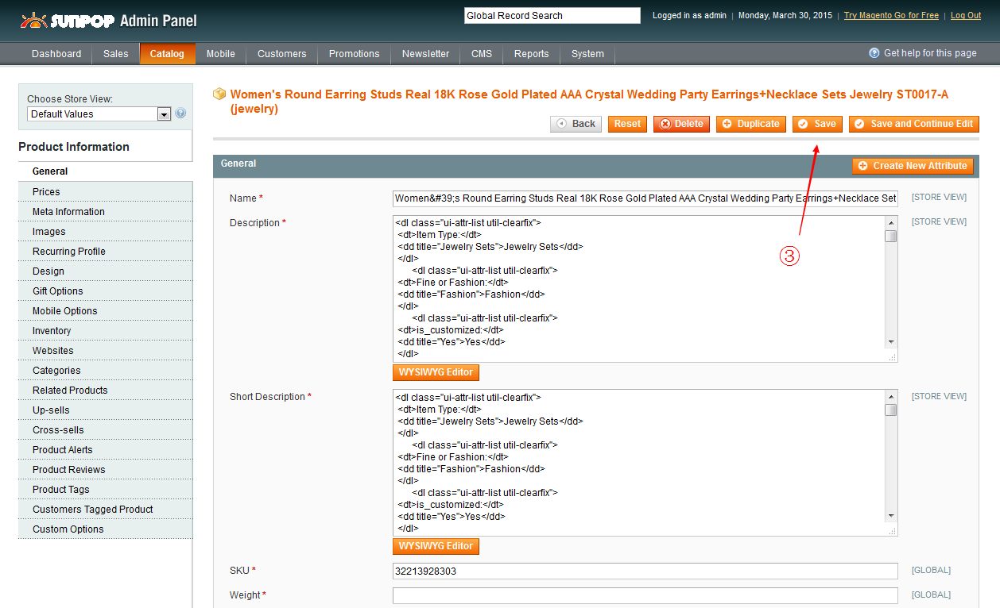 SUNPOP Admin Panel
Global Record Search
Logged in as admin | Monday, March 30, 2015 | Try Magento Go for Free | Log Out
Dashboard Sales Catalog Mobile Customers Promotions Newsletter CMS Reports System
Get help for this page
Choose Store View:
Default Values
Product Information
General
Prices
Meta Information
Images
Recurring Profile
Design
Gift Options
Mobile Options
Inventory
Websites
Categories
Related Products
Up-sells
Cross-sells
Product Alerts
Product Reviews
Product Tags
Customers Tagged Product
Custom Options
Women's Round Earring Studs Real 18K Rose Gold Plated AAA Crystal Wedding Party Earrings+Necklace Sets Jewelry ST0017-A
(jewelry)
Back Reset Delete Duplicate Save Save and Continue Edit
General
Create New Attribute
Name *
Women&#39;s Round Earring Studs Real 18K Rose Gold Plated AAA Crystal Wedding Party Earrings+Necklace Set
[STORE VIEW]
Description *
<dl class="ui-attr-list util-clearfix">
<dt>Item Type:</dt>
<dd title="Jewelry Sets">Jewelry Sets</dd>
</dl>
<dl class="ui-attr-list util-clearfix">
<dt>Fine or Fashion:</dt>
<dd title="Fashion">Fashion</dd>
</dl>
<dl class="ui-attr-list util-clearfix">
<dt>is_customized:</dt>
<dd title="Yes">Yes</dd>
</dl>
[STORE VIEW]
③
WYSIWYG Editor
Short Description *
<dl class="ui-attr-list util-clearfix">
<dt>Item Type:</dt>
<dd title="Jewelry Sets">Jewelry Sets</dd>
</dl>
<dl class="ui-attr-list util-clearfix">
<dt>Fine or Fashion:</dt>
<dd title="Fashion">Fashion</dd>
</dl>
<dl class="ui-attr-list util-clearfix">
<dt>is_customized:</dt>
<dd title="Yes">Yes</dd>
</dl>
[STORE VIEW]
WYSIWYG Editor
SKU *
32213928303
[GLOBAL]
Weight *
[GLOBAL]